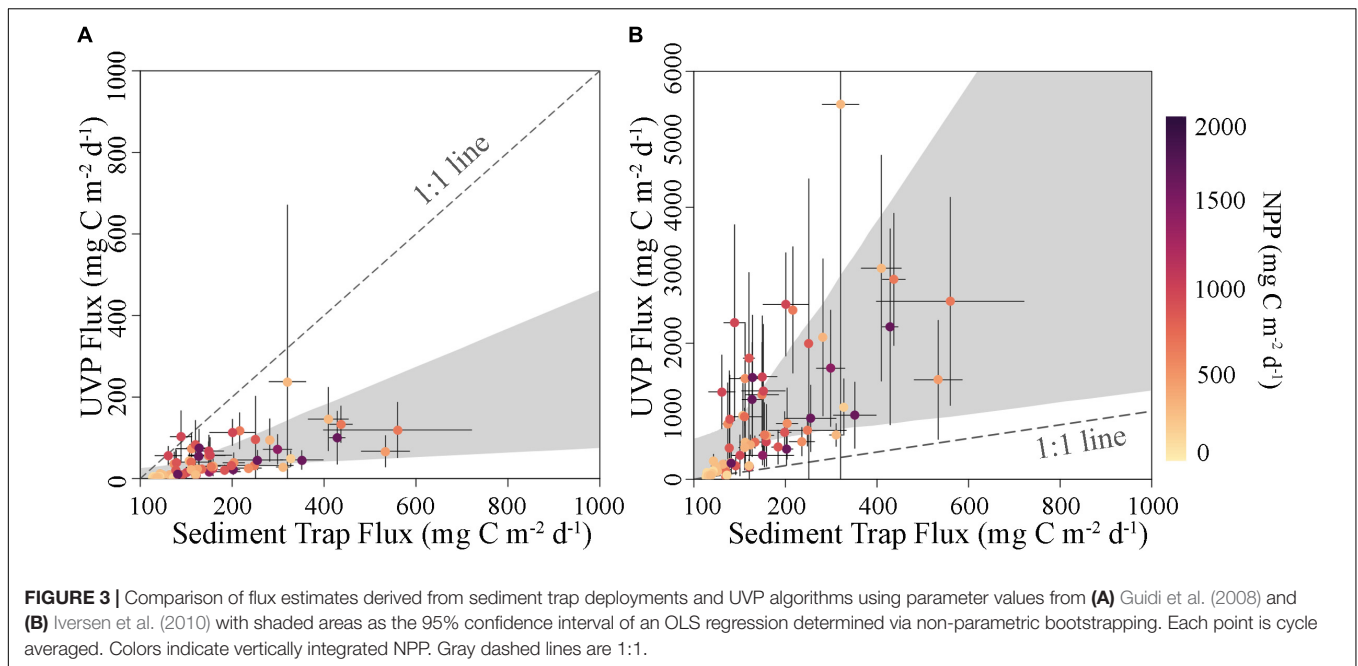 A
B
1000
800
600
400
200
0
UVP Flux (mg C m-2 d-1)
1:1 line
100 200 400 600 800 1000
Sediment Trap Flux (mg C m-2 d-1)
6000
5000
4000
2000
1000
0
UVP Flux (mg C m-2 d-1)
1:1 line
100 200 400 600 800 1000
Sediment Trap Flux (mg C m-2 d-1)
2000
1500
1000
500
0
NPP (mg C m-2 d-1)
FIGURE 3 | Comparison of flux estimates derived from sediment trap deployments and UVP algorithms using parameter values from (A) Guidi et al. (2008) and
(B) Iversen et al. (2010) with shaded areas as the 95% confidence interval of an OLS regression determined via non-parametric bootstrapping. Each point is cycle
averaged. Colors indicate vertically integrated NPP. Gray dashed lines are 1:1.